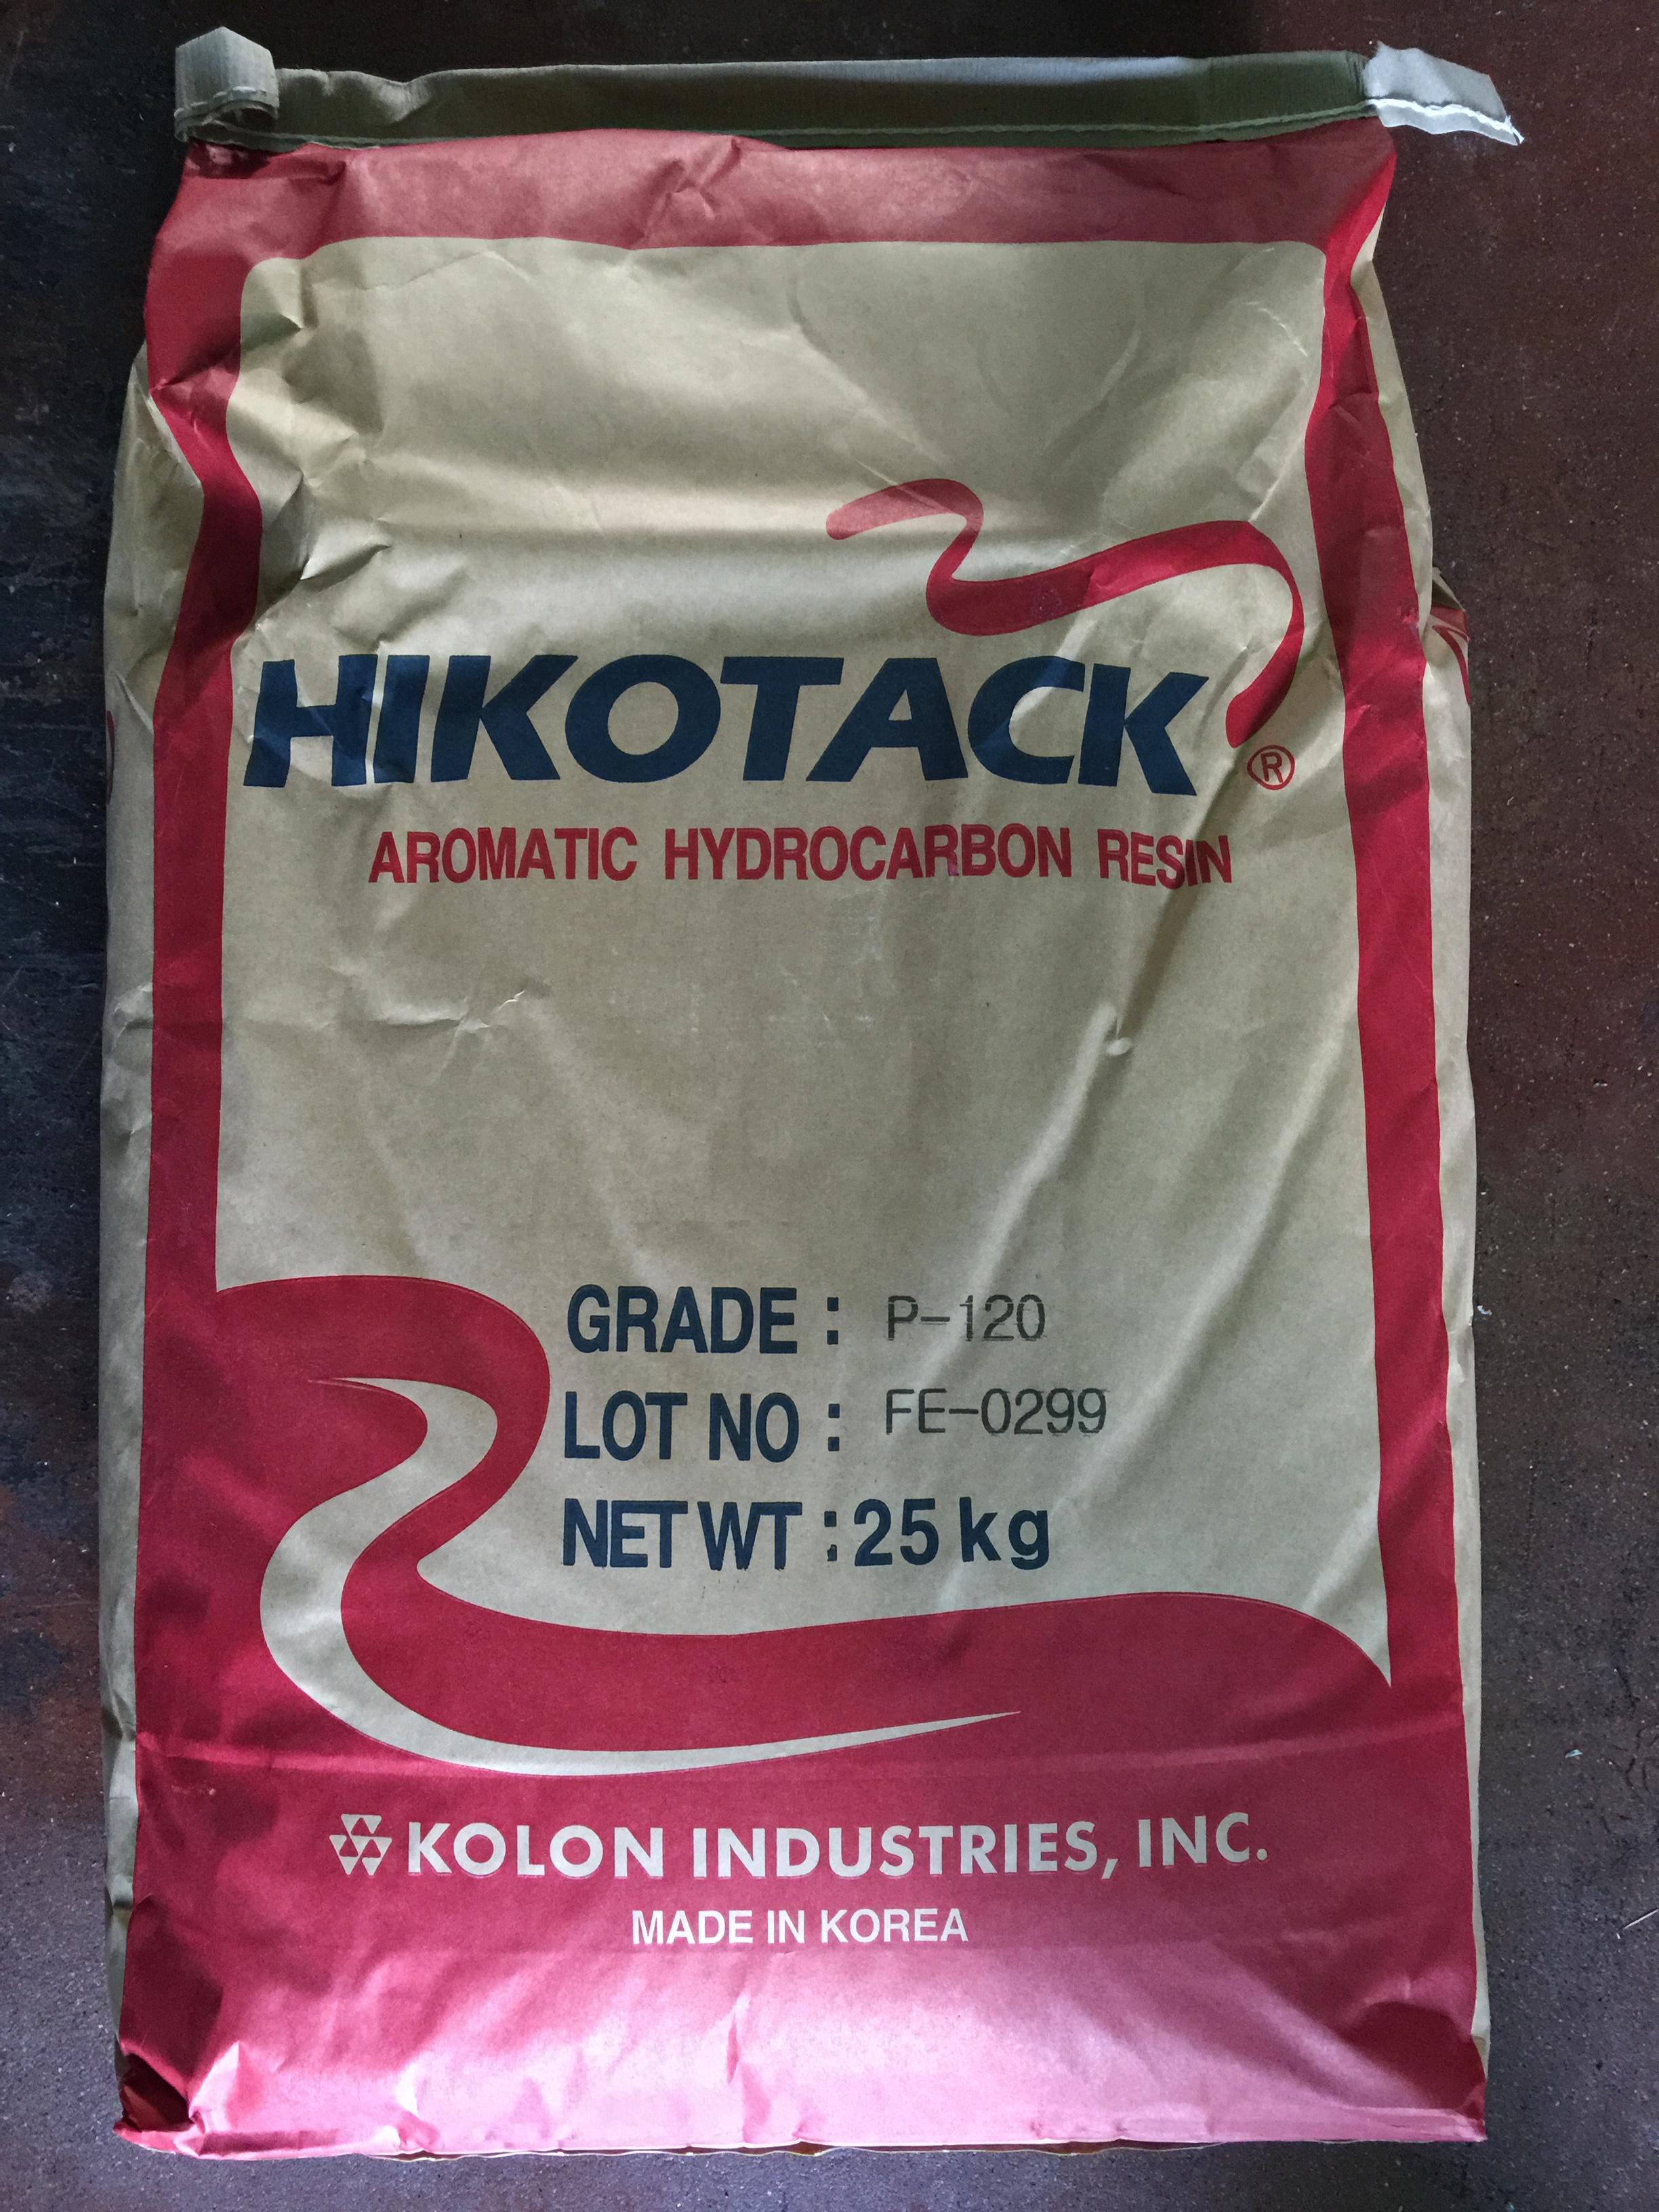 HIKOTACK®
AROMATIC HYDROCARBON RESIN
GRADE : P-120
LOT NO : FE-0299
NET WT : 25 kg
KOLON INDUSTRIES, INC.
MADE IN KOREA